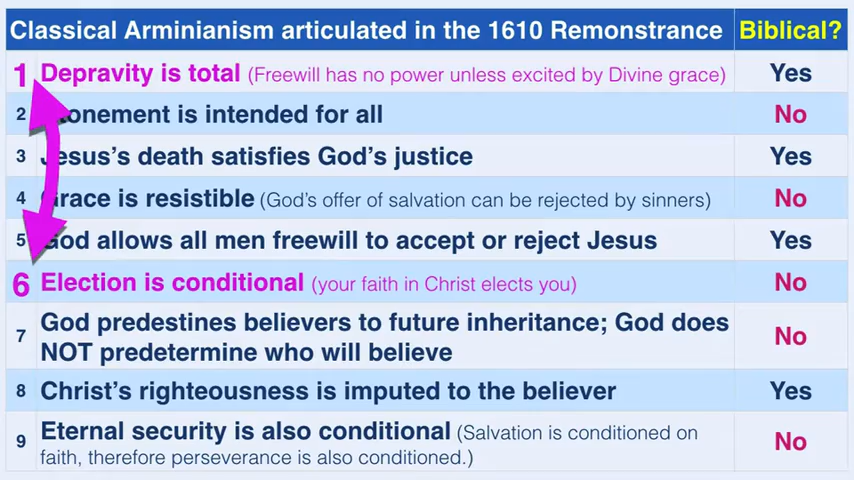 Classical Arminianism articulated in the 1610 Remonstrance Biblical?
1 Depravity is total (Freewill has no power unless excited by Divine grace) Yes
2 Atonement is intended for all No
3 Jesus's death satisfies God's justice Yes
4 Grace is resistible (God's offer of salvation can be rejected by sinners) No
5 God allows all men freewill to accept or reject Jesus Yes
6 Election is conditional (your faith in Christ elects you) No
7 God predestines believers to future inheritance; God does
NOT predetermine who will believe No
8 Christ's righteousness is imputed to the believer Yes
9 Eternal security is also conditional (Salvation is conditioned on
faith, therefore perseverance is also conditioned.) No